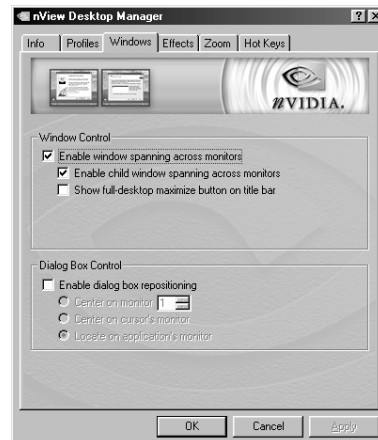 nView Desktop Manager
Info Profiles Windows Effects Zoom Hot Keys
nVIDIA.
Window Control
Enable window spanning across monitors
Enable child window spanning across monitors
Show full-desktop maximize button on title bar
Dialog Box Control
Enable dialog box repositioning
Center on monitor 1
Center on cursor's monitor
Locate on application's monitor
OK Cancel Apply